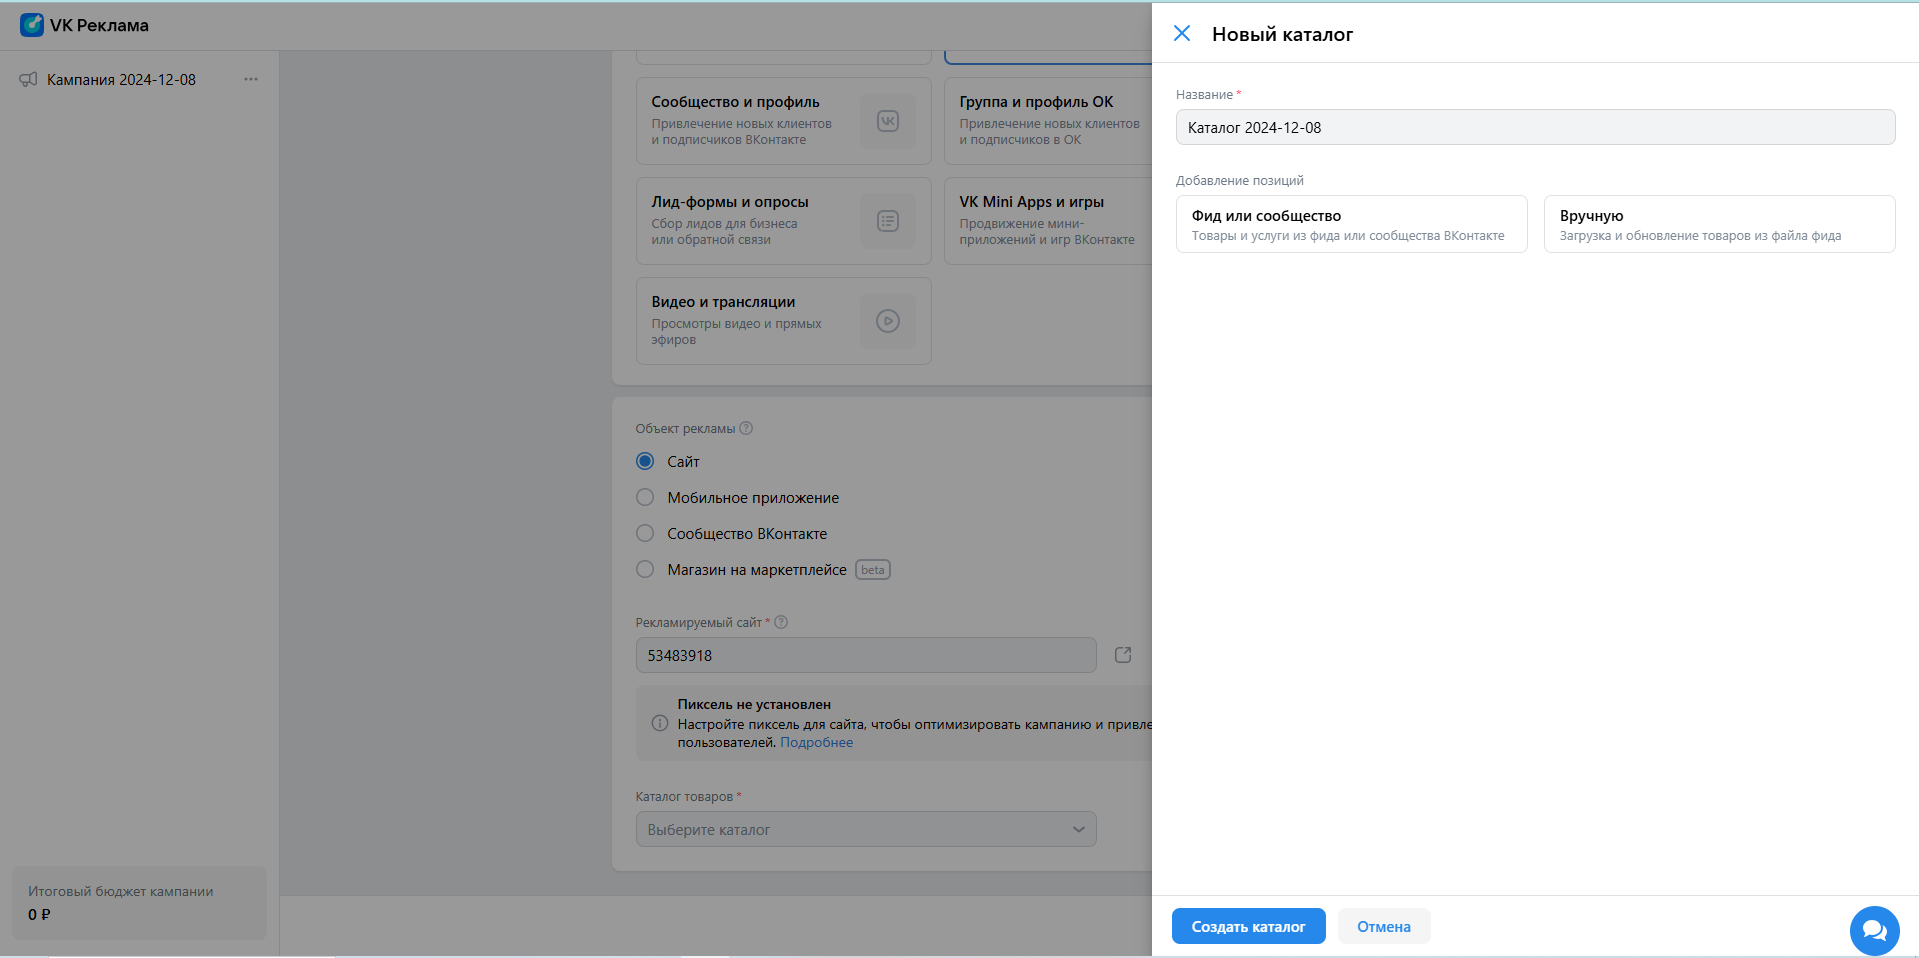 VK Реклама
Кампания 2024-12-08
Сообщество и профиль
Привлечение новых клиентов
и подписчиков ВКонтакте
Группа и профиль ОК
Привлечение новых клиентов
и подписчиков в ОК
Лид-формы и опросы
Сбор лидов для бизнеса
или обратной связи
VK Mini Apps и игры
Продвижение мини-
приложений и игр ВКонтакте
Видео и трансляции
Просмотры видео и прямых
эфиров
Объект рекламы
Сайт
Мобильное приложение
Сообщество ВКонтакте
Магазин на маркетплейсе beta
Рекламируемый сайт *
53483918
Пиксель не установлен
Настройте пиксель для сайта, чтобы оптимизировать кампанию и привле
пользователей. Подробнее
Каталог товаров *
Выберите каталог
Итоговый бюджет кампании
0 ₽
Новый каталог
Название *
Каталог 2024-12-08
Добавление позиций
Фид или сообщество
Товары и услуги из фида или сообщества ВКонтакте
Вручную
Загрузка и обновление товаров из файла фида
Создать каталог
Отмена